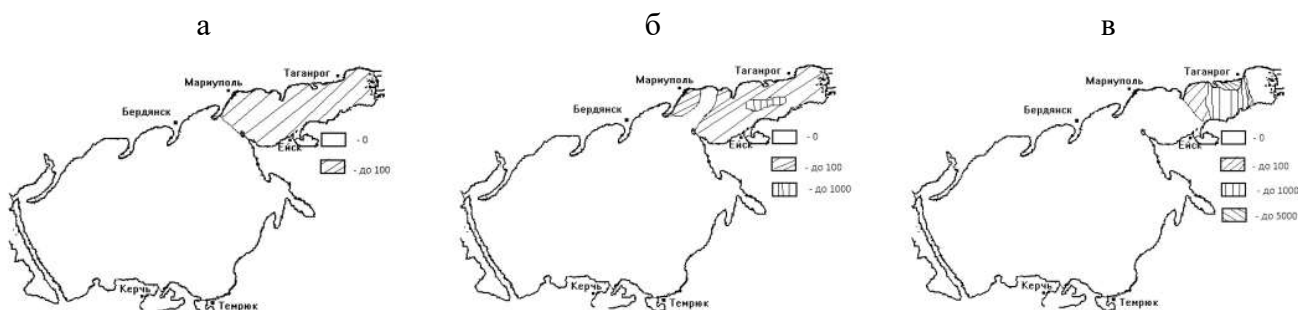 а
Таганрог
Мариуполь
Бердянск
Ейск
- 0
- до 100
Керчь
Темрюк
б
Таганрог
Мариуполь
Бердянск
Ейск
- 0
- до 100
- до 1000
Керчь
Темрюк
в
Таганрог
Мариуполь
Бердянск
Ейск
- 0
- до 100
- до 1000
- до 5000
Керчь
Темрюк